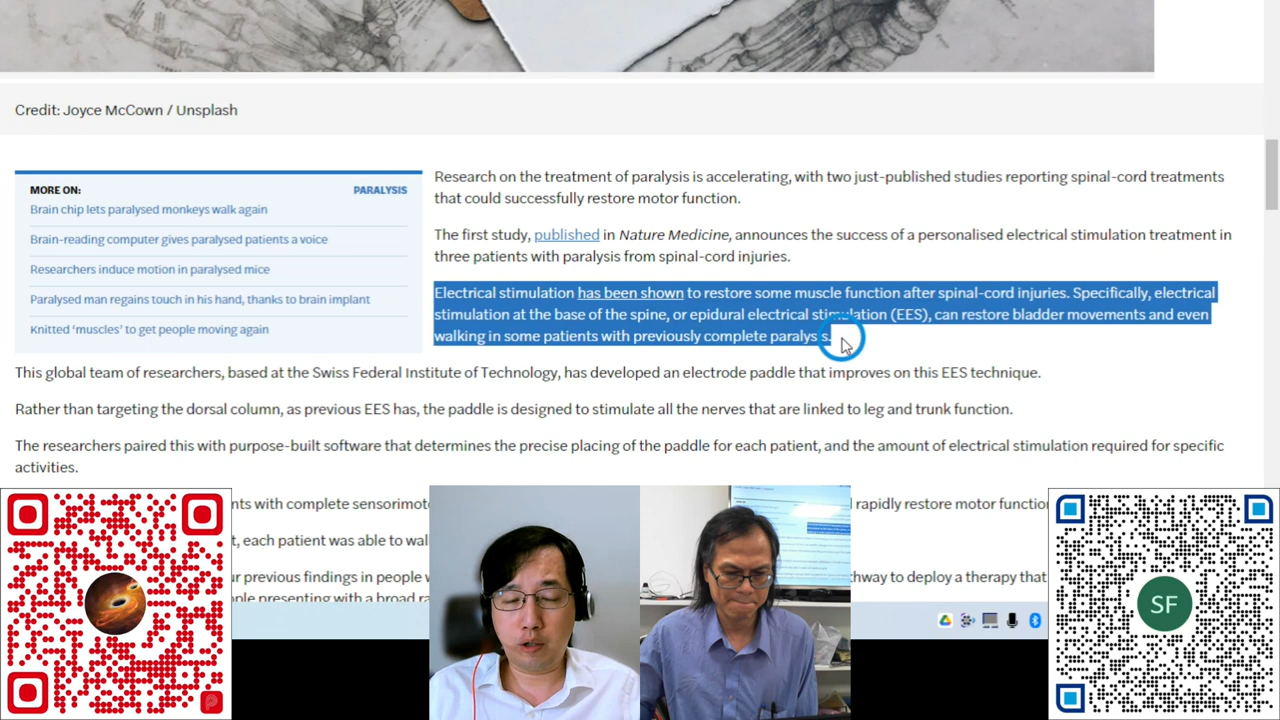 Credit: Joyce McCown / Unsplash
MORE ON:
PARALYSIS
Brain chip lets paralysed monkeys walk again
Brain-reading computer gives paralysed patients a voice
Researchers induce motion in paralysed mice
Paralysed man regains touch in his hand, thanks to brain implant
Knitted ‘muscles’ to get people moving again
Research on the treatment of paralysis is accelerating, with two just-published studies reporting spinal-cord treatments
that could successfully restore motor function.
The first study, published in Nature Medicine, announces the success of a personalised electrical stimulation treatment in
three patients with paralysis from spinal-cord injuries.
Electrical stimulation has been shown to restore some muscle function after spinal-cord injuries. Specifically, electrical
stimulation at the base of the spine, or epidural electrical stimulation (EES), can restore bladder movements and even
walking in some patients with previously complete paralysis.
This global team of researchers, based at the Swiss Federal Institute of Technology, has developed an electrode paddle that improves on this EES technique.
Rather than targeting the dorsal column, as previous EES has, the paddle is designed to stimulate all the nerves that are linked to leg and trunk function.
The researchers paired this with purpose-built software that determines the precise placing of the paddle for each patient, and the amount of electrical stimulation required for specific
activities.
nts with complete sensorimot
rapidly restore motor function
, each patient was able to wal
ur previous findings in people
hway to deploy a therapy that
ple presenting with a broad
SF